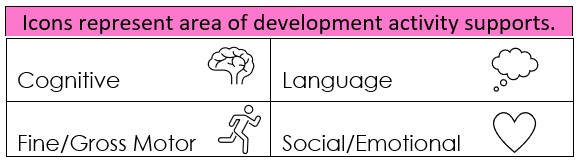 Icons represent area of development activity supports.
Cognitive
Language
Fine/Gross Motor
Social/Emotional